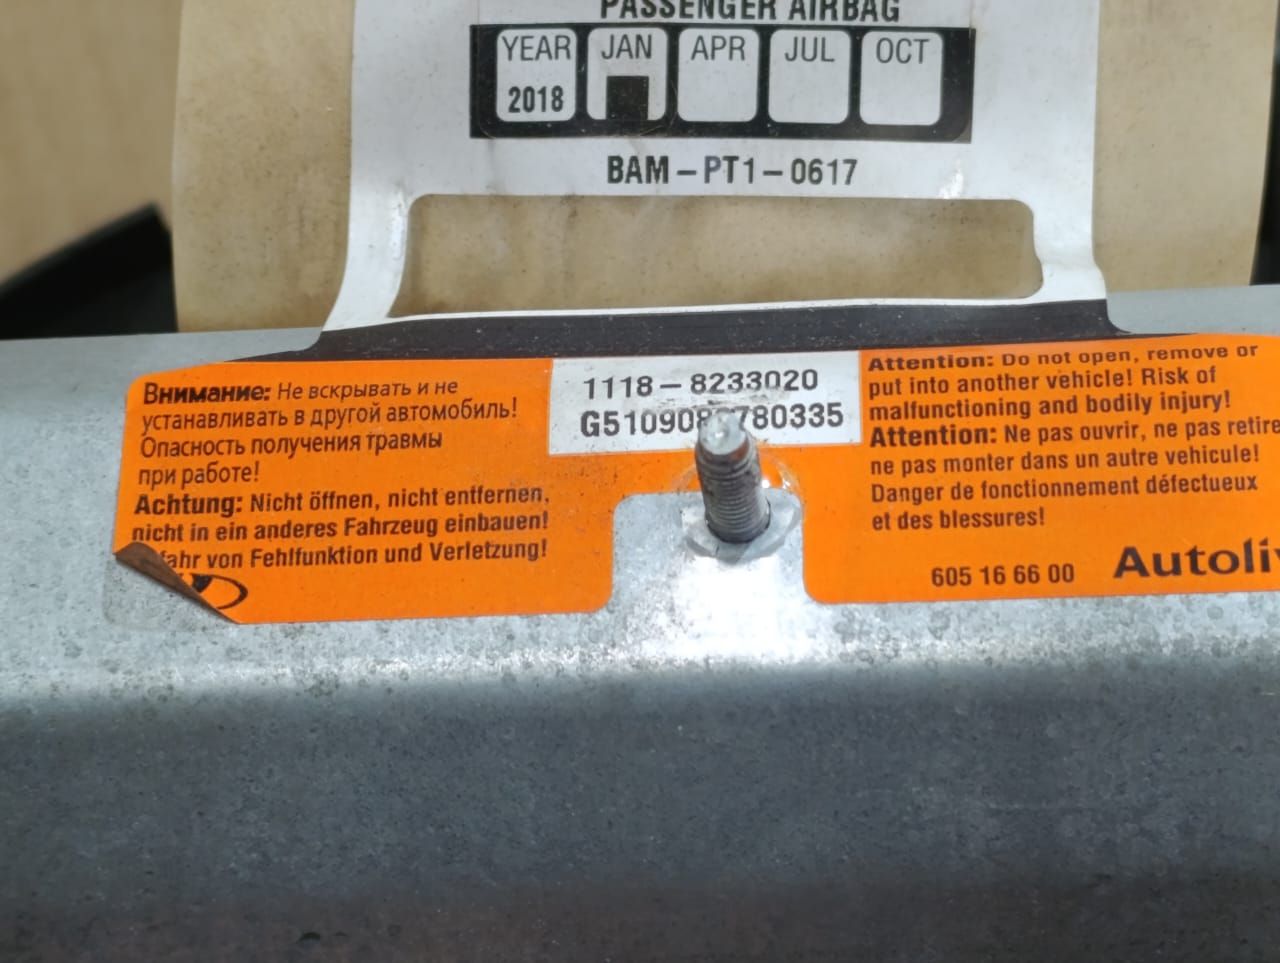 PASSENGER AIRBAG
YEAR JAN APR JUL OCT
2018
BAM-PT1-0617
Внимание: Не вскрывать и не
устанавливать в другой автомобиль!
Опасность получения травмы
при работе!
Achtung: Nicht öffnen, nicht entfernen,
nicht in ein anderes Fahrzeug einbauen!
von Fehlfunktion und Verletzung!
1118-8233020
Attention: Do not open, remove or
put into another vehicle! Risk of
malfunctioning and bodily injury!
Attention: Ne pas ouvrir, ne pas retire
ne pas monter dans un autre vehicule!
Danger de fonctionnement défectueux
et des blessures!
605 16 66 00 Autoliv